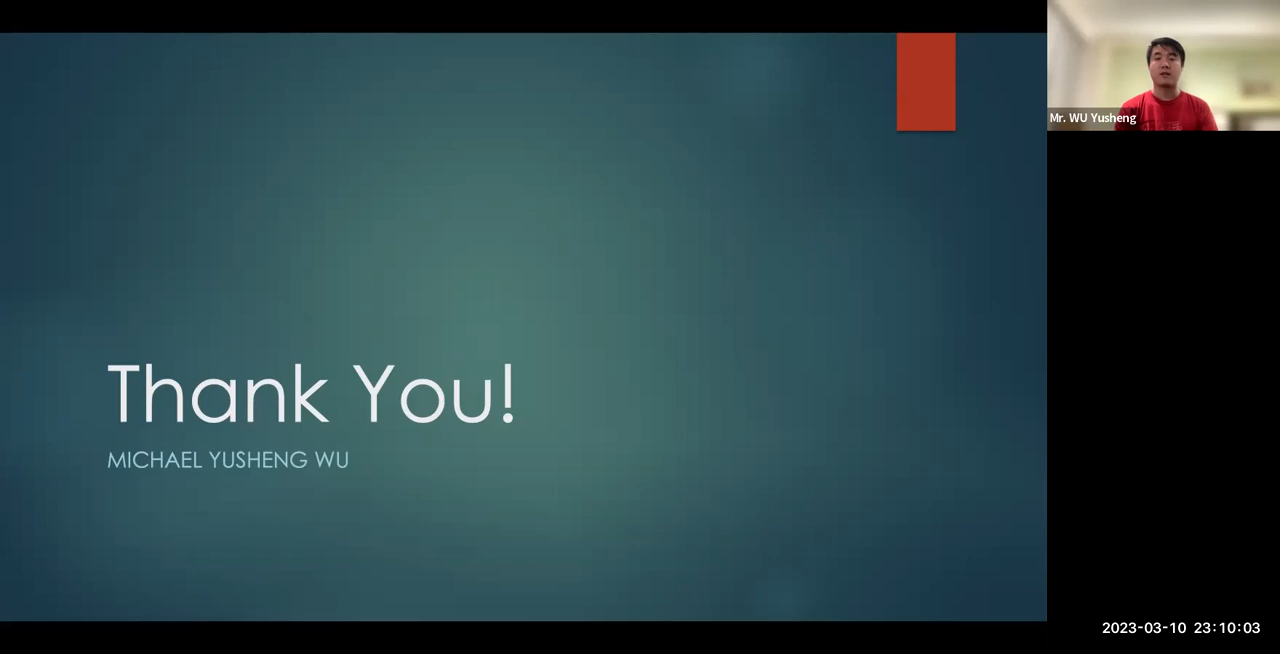 Mr. WU Yusheng
Thank You!
MICHAEL YUSHENG WU
2023-03-10 23:10:03